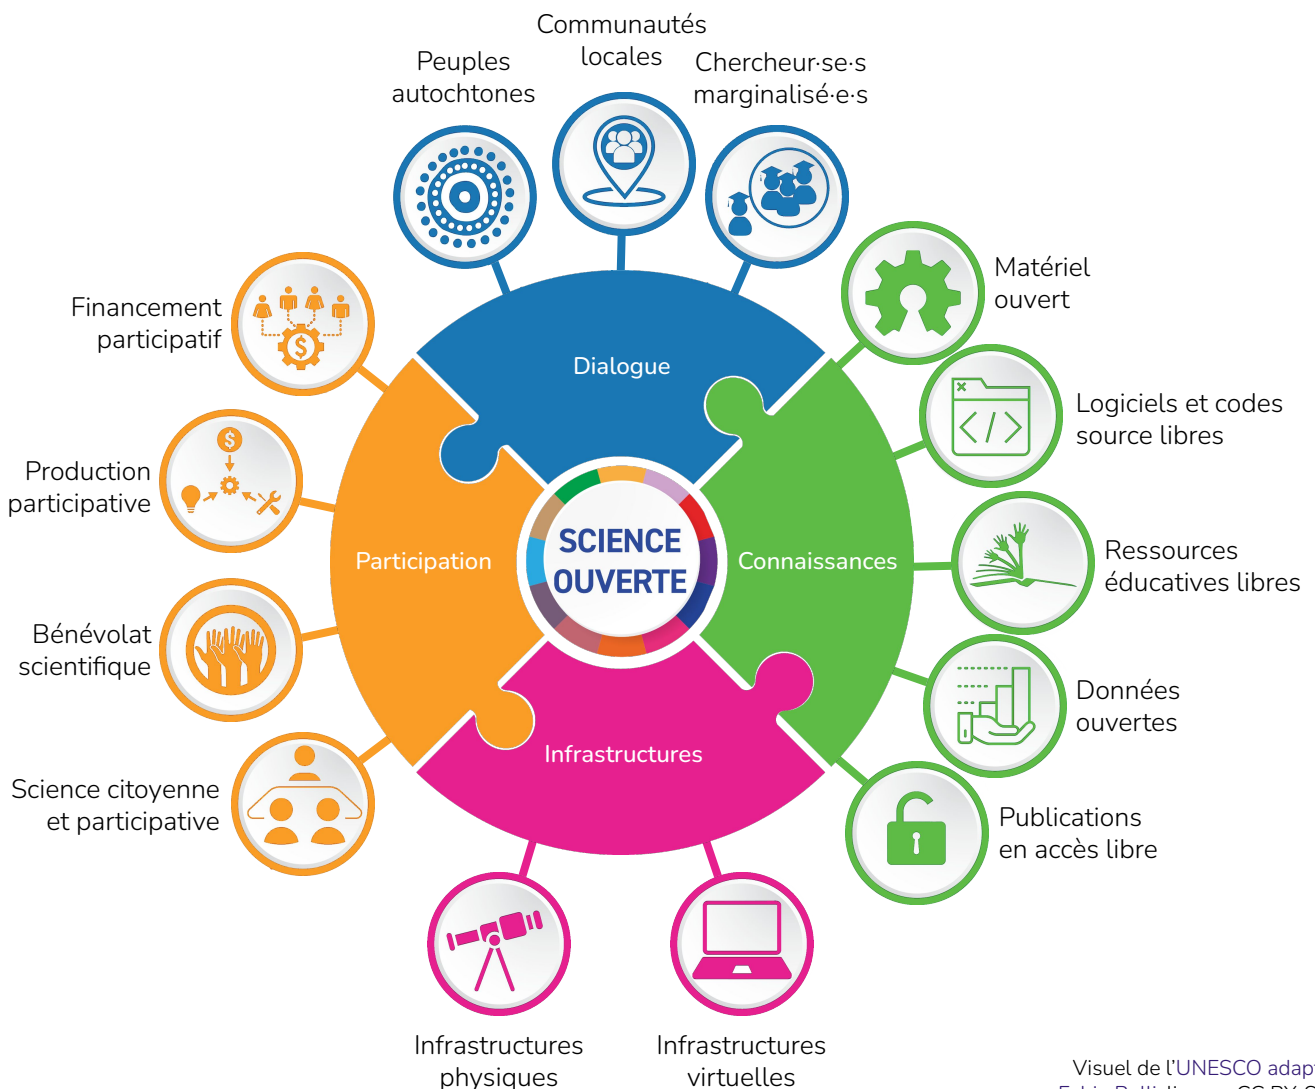 Communautés
locales
Peuples
autochtones
Chercheur·se·s
marginalisé·e·s
Matériel
ouvert
Financement
participatif
Dialogue
Logiciels et codes
source libres
Production
participative
Participation
SCIENCE
OUVERTE
Connaissances
Ressources
éducatives libres
Bénévolat
scientifique
Données
ouvertes
Infrastructures
Science citoyenne
et participative
Publications
en accès libre
Infrastructures
physiques
Infrastructures
virtuelles
Visuel de l'UNESCO